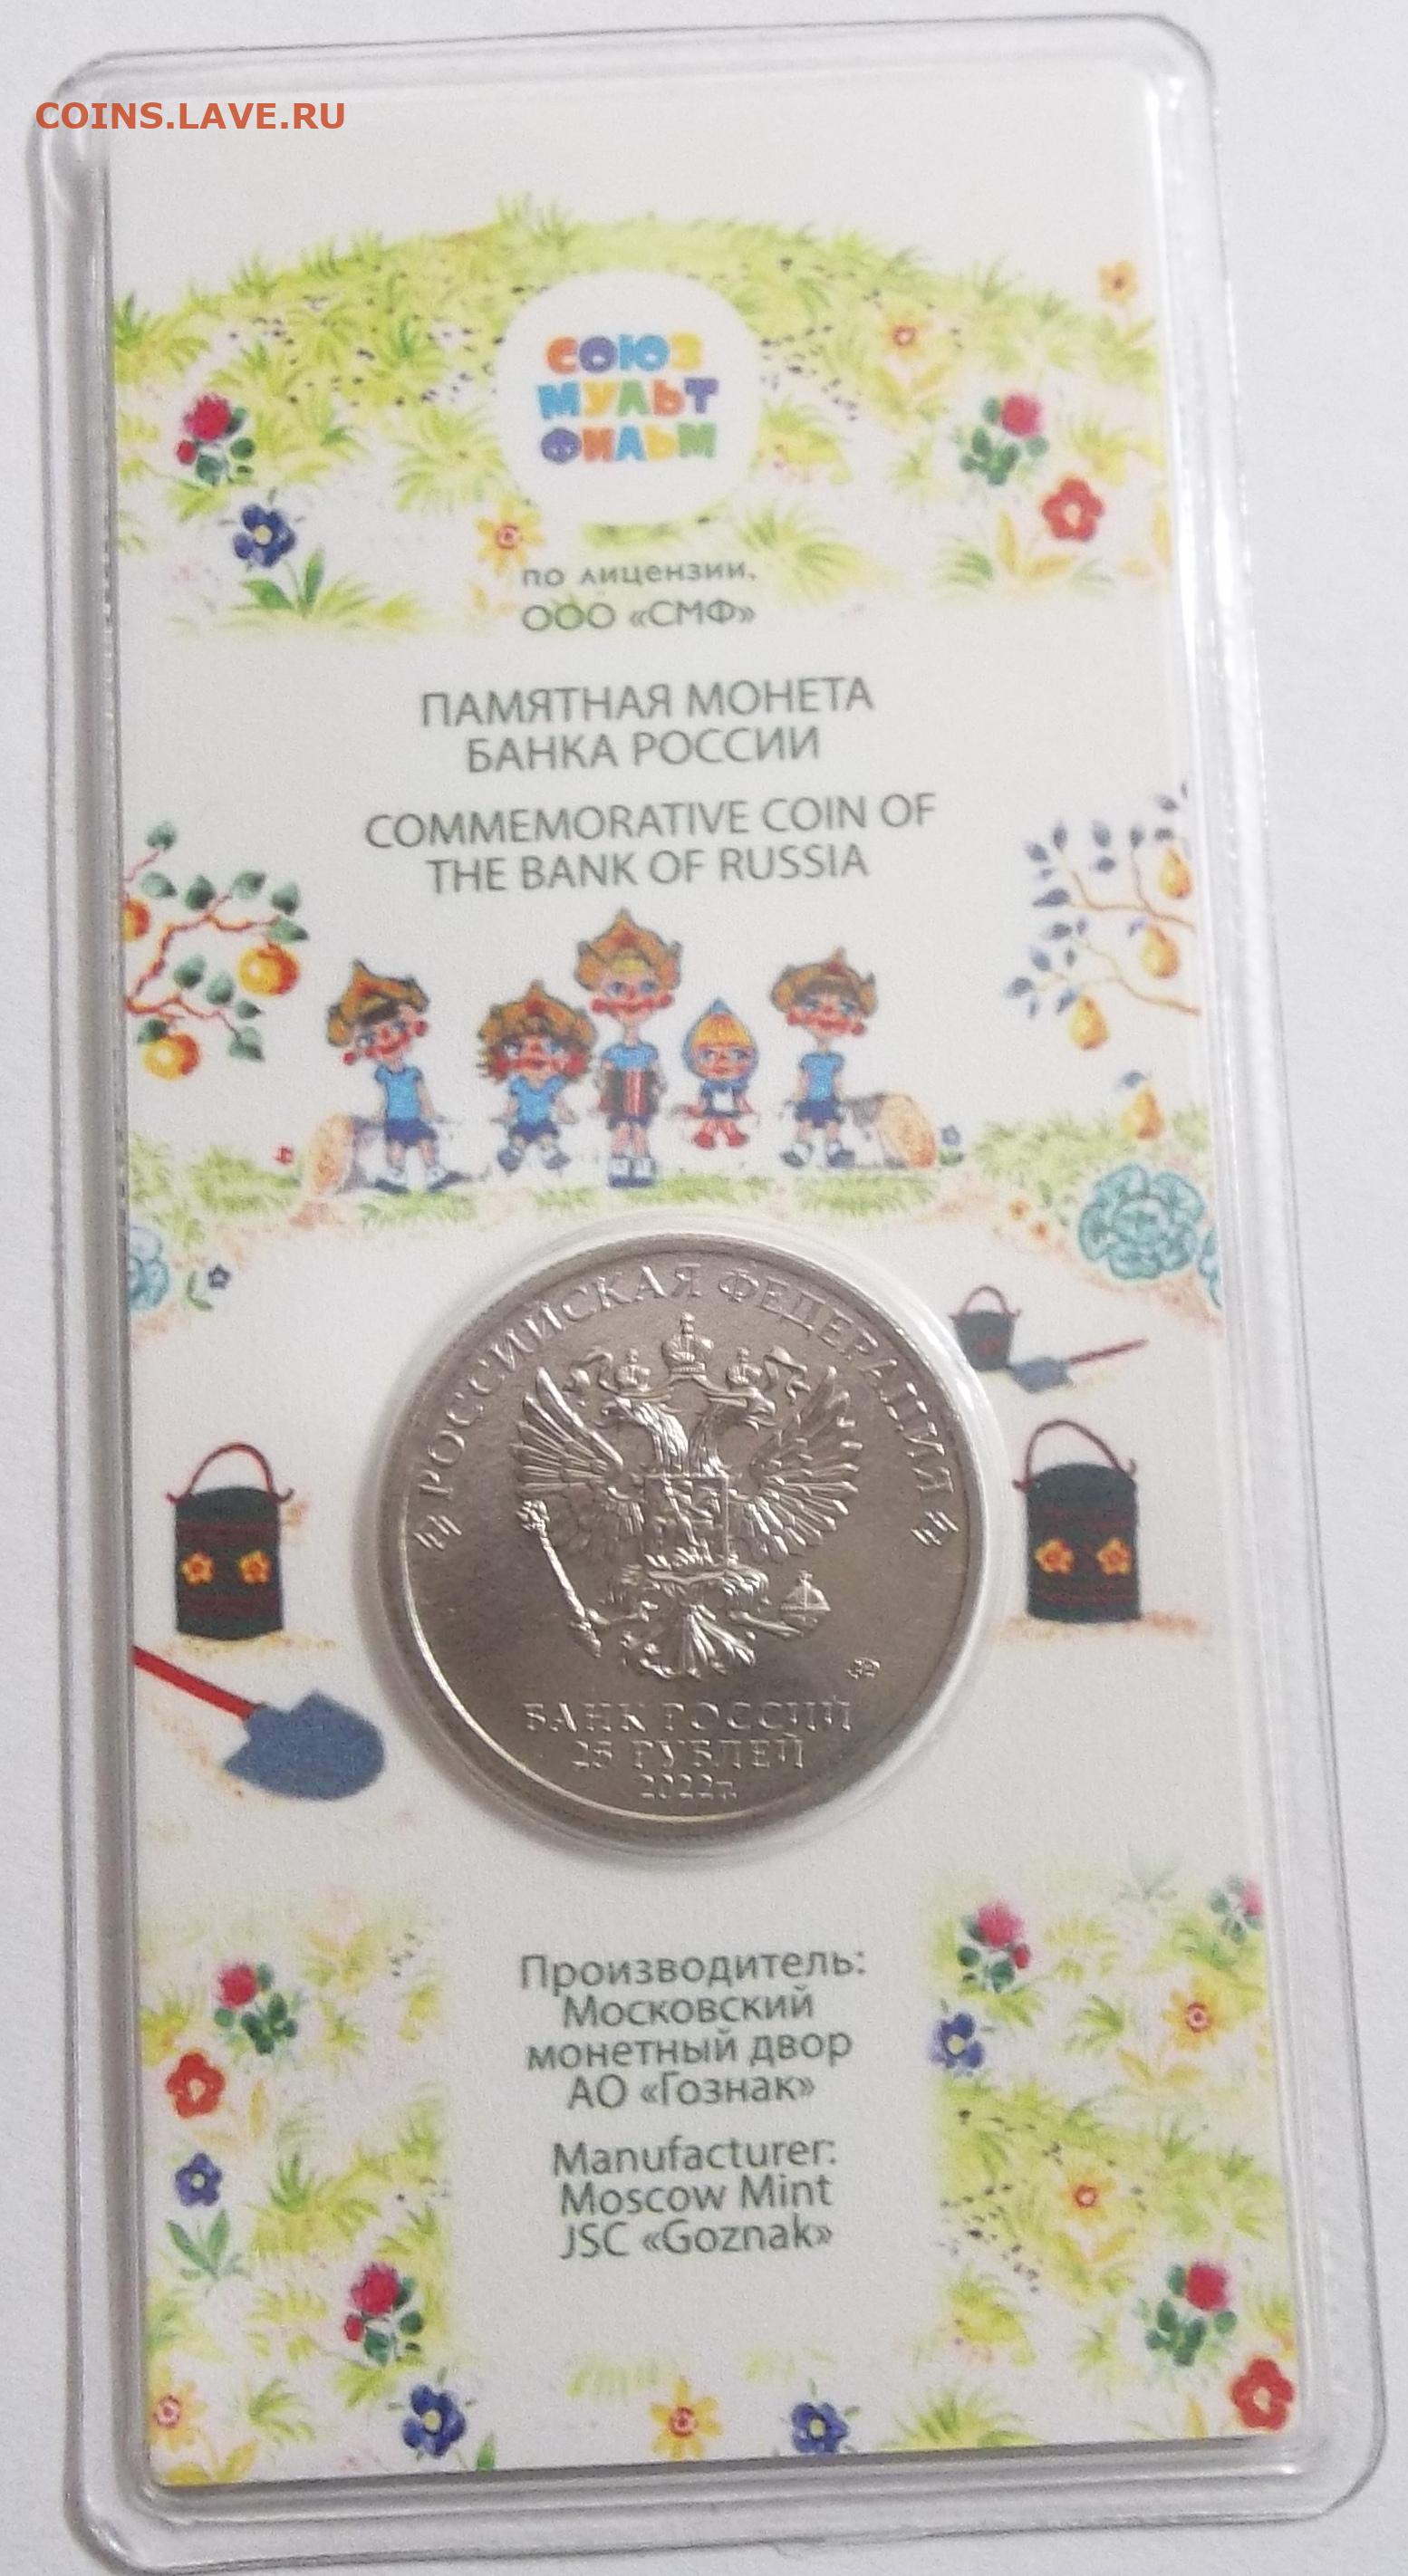 COINS.LAVE.RU
СОЮЗ
МУЛЬТ
ФИЛЬМ
по лицензии,
ООО «СМФ»
ПАМЯТНАЯ МОНЕТА
БАНКА РОССИИ
COMMEMORATIVE COIN OF
THE BANK OF RUSSIA
РОССИЙСКАЯ ФЕДЕРАЦИЯ
БАНК РОССИИ
25 РУБЛЕЙ
2022г.
Производитель:
Московский
монетный двор
АО «Гознак»
Manufacturer:
Moscow Mint
JSC «Goznak»